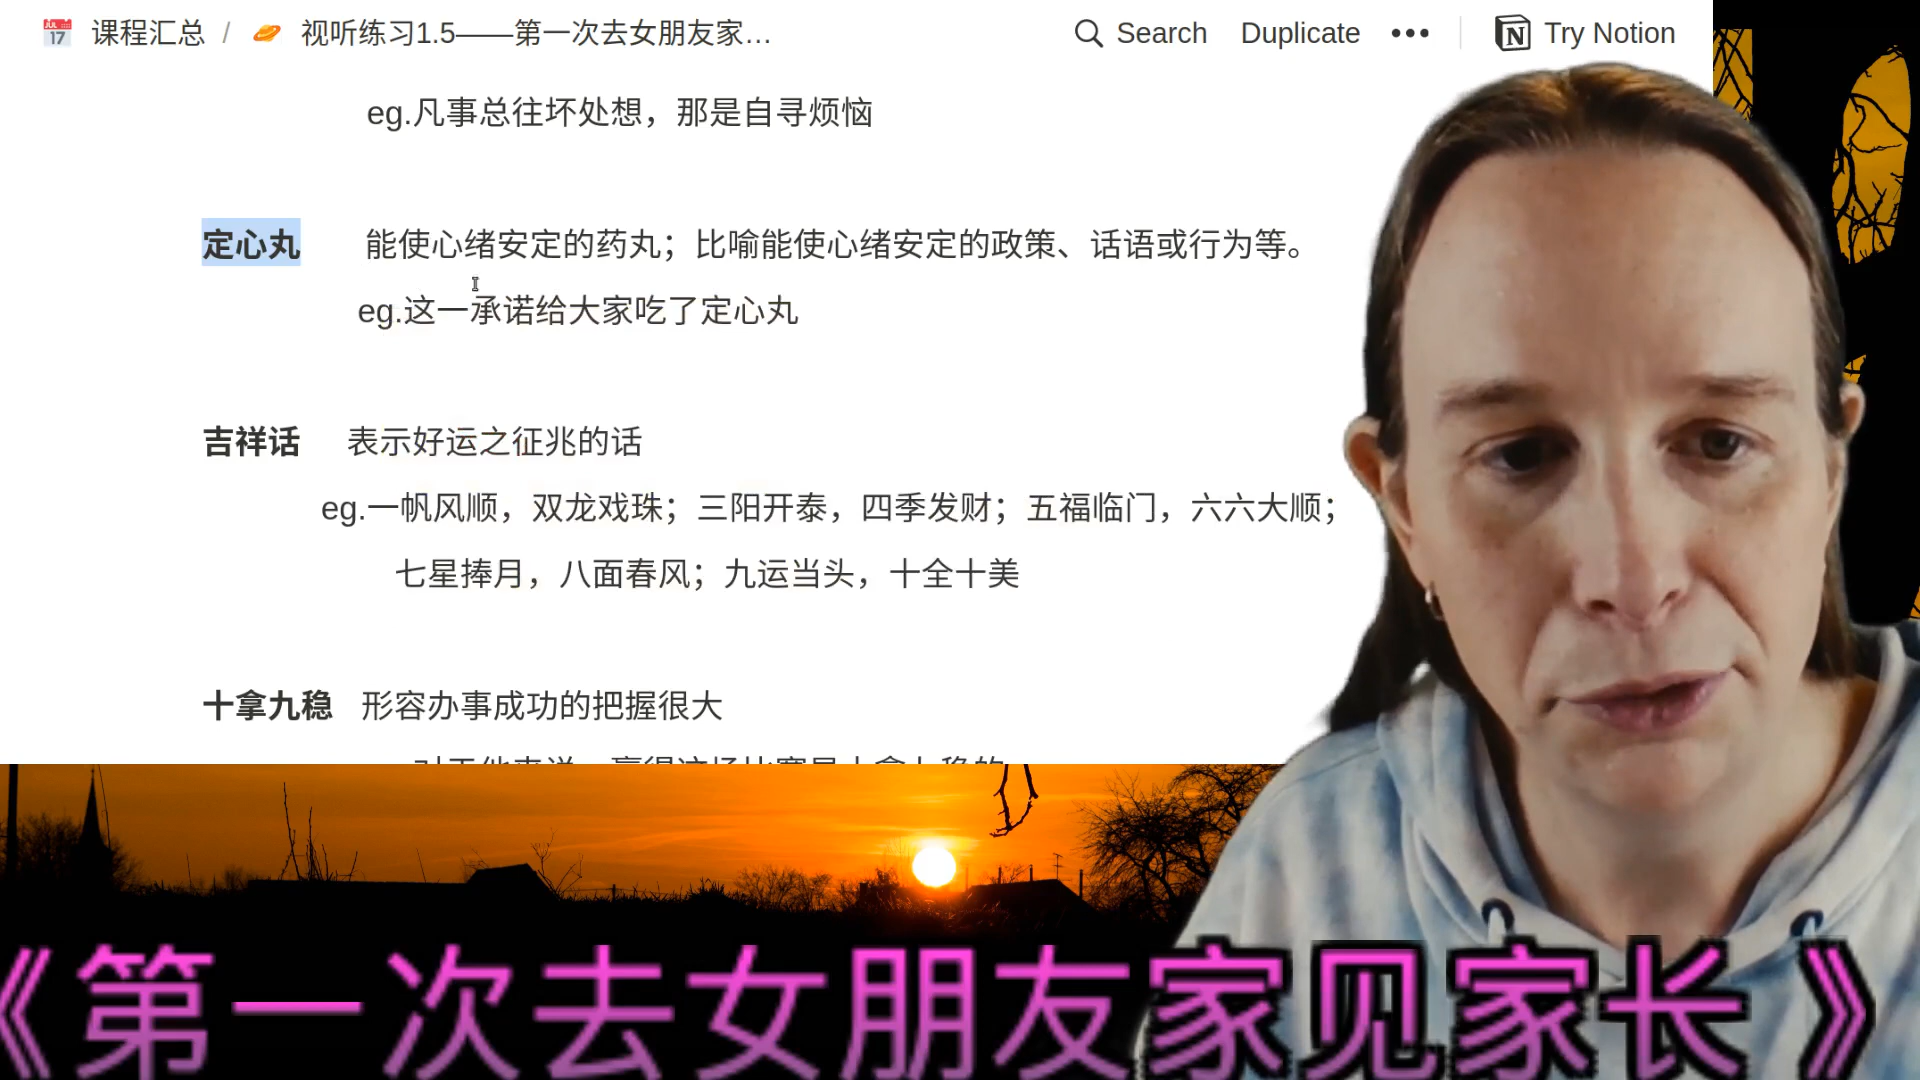 JUL 17 课程汇总 / 视听练习1.5——第一次去女朋友家… Search Duplicate ••• Try Notion
eg.凡事总往坏处想，那是自寻烦恼
定心丸 能使心绪安定的药丸；比喻能使心绪安定的政策、话语或行为等。
eg.这一承诺给大家吃了定心丸
吉祥话 表示好运之征兆的话
eg.一帆风顺，双龙戏珠；三阳开泰，四季发财；五福临门，六六大顺；
七星捧月，八面春风；九运当头，十全十美
十拿九稳 形容办事成功的把握很大
《第一次去女朋友家见家长》